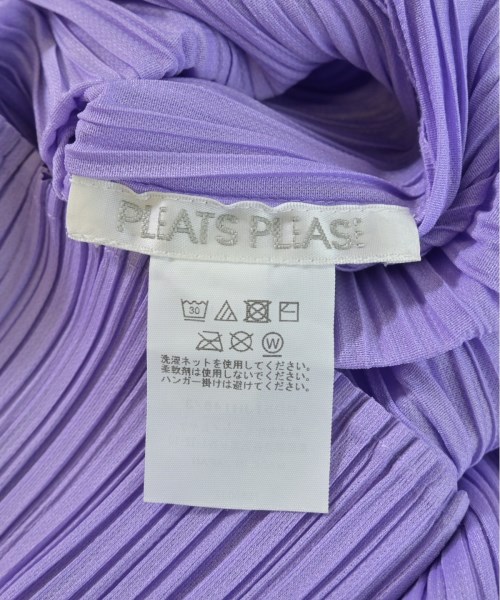 PLEATS PLEASE
30
W
洗濯ネットを使用してください。
柔軟剤は使用しないでください。
ハンガー掛けは避けてください。